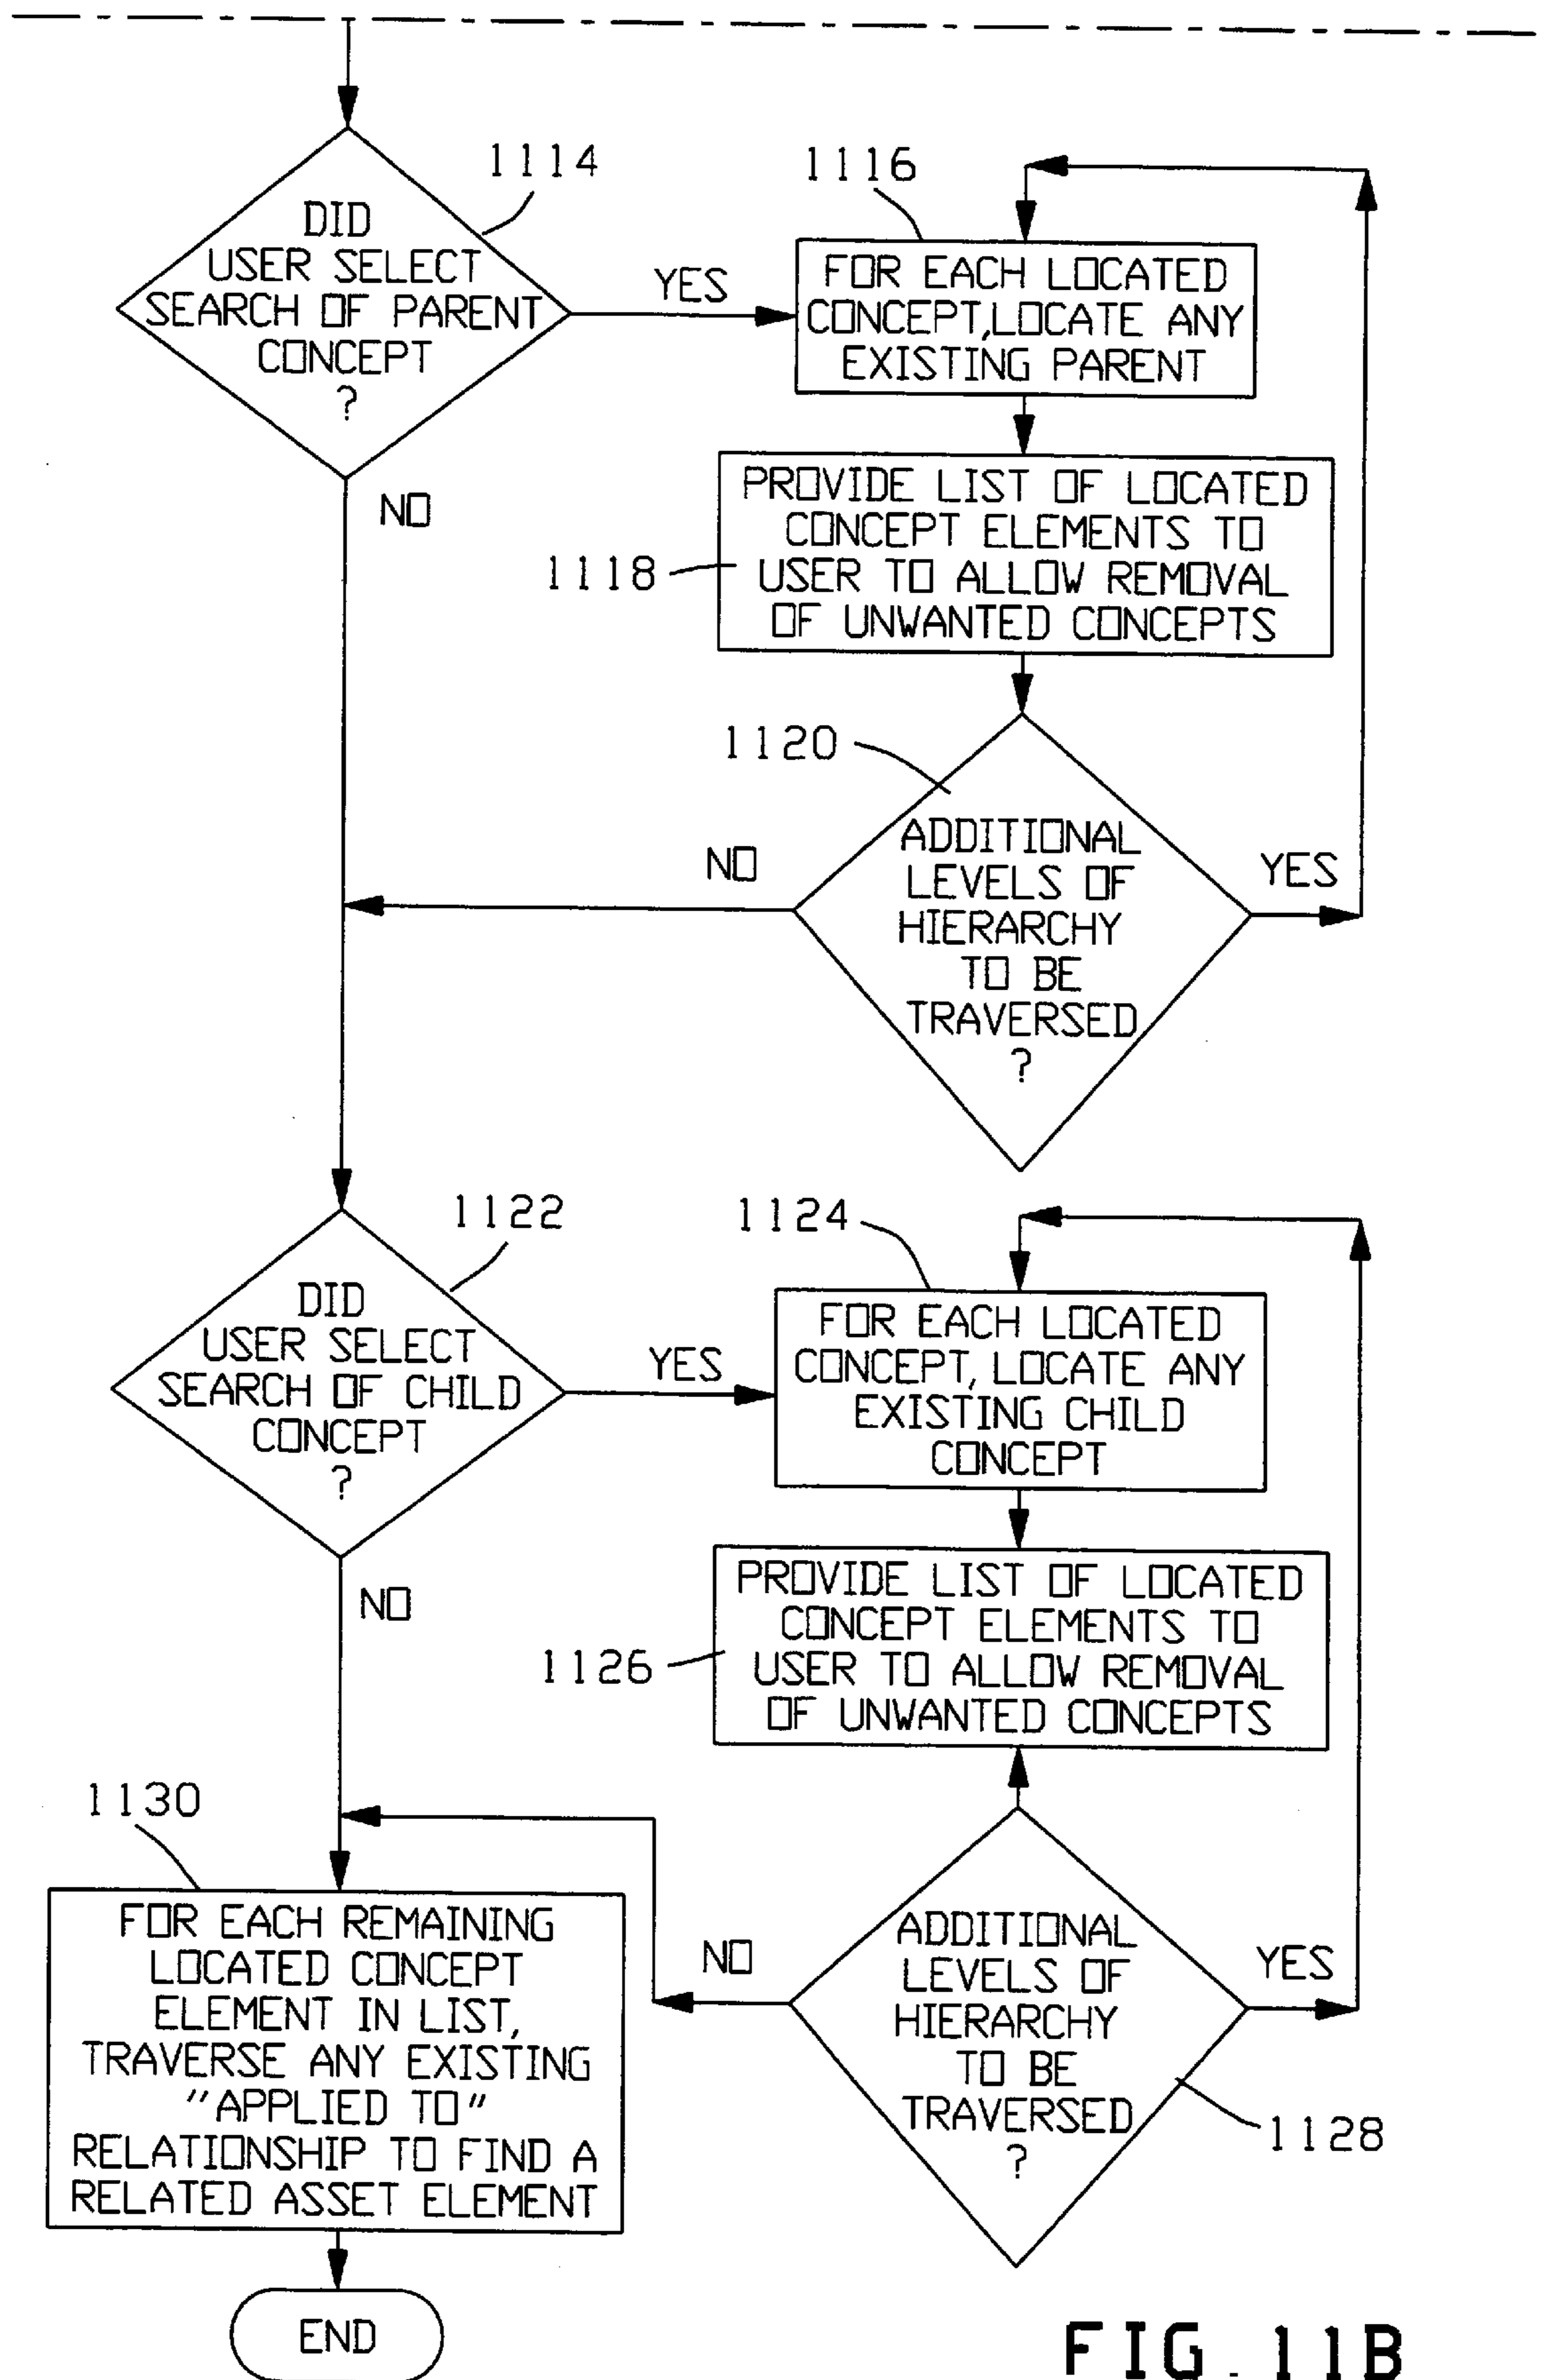 1114
DID
USER SELECT
SEARCH OF PARENT
CONCEPT
?
YES
NO
1116
FOR EACH LOCATED
CONCEPT,LOCATE ANY
EXISTING PARENT
1118
PROVIDE LIST OF LOCATED
CONCEPT ELEMENTS TO
USER TO ALLOW REMOVAL
OF UNWANTED CONCEPTS
1120
ADDITIONAL
LEVELS OF
HIERARCHY
TO BE
TRAVERSED
?
NO
YES
1122
DID
USER SELECT
SEARCH OF CHILD
CONCEPT
?
YES
NO
1124
FOR EACH LOCATED
CONCEPT, LOCATE ANY
EXISTING CHILD
CONCEPT
1126
PROVIDE LIST OF LOCATED
CONCEPT ELEMENTS TO
USER TO ALLOW REMOVAL
OF UNWANTED CONCEPTS
ADDITIONAL
LEVELS OF
HIERARCHY
TO BE
TRAVERSED
?
NO
YES
1128
1130
FOR EACH REMAINING
LOCATED CONCEPT
ELEMENT IN LIST,
TRAVERSE ANY EXISTING
"APPLIED TO"
RELATIONSHIP TO FIND A
RELATED ASSET ELEMENT
END
FIG. 11B